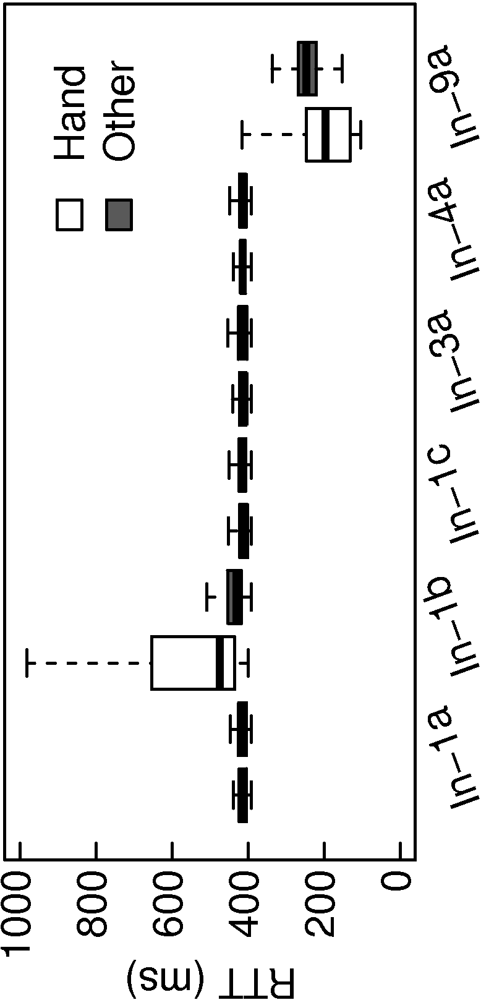 RTT (ms)
0
200
400
600
800
1000
Hand
Other
In−1a
In−1b
In−1c
In−3a
In−4a
In−9a